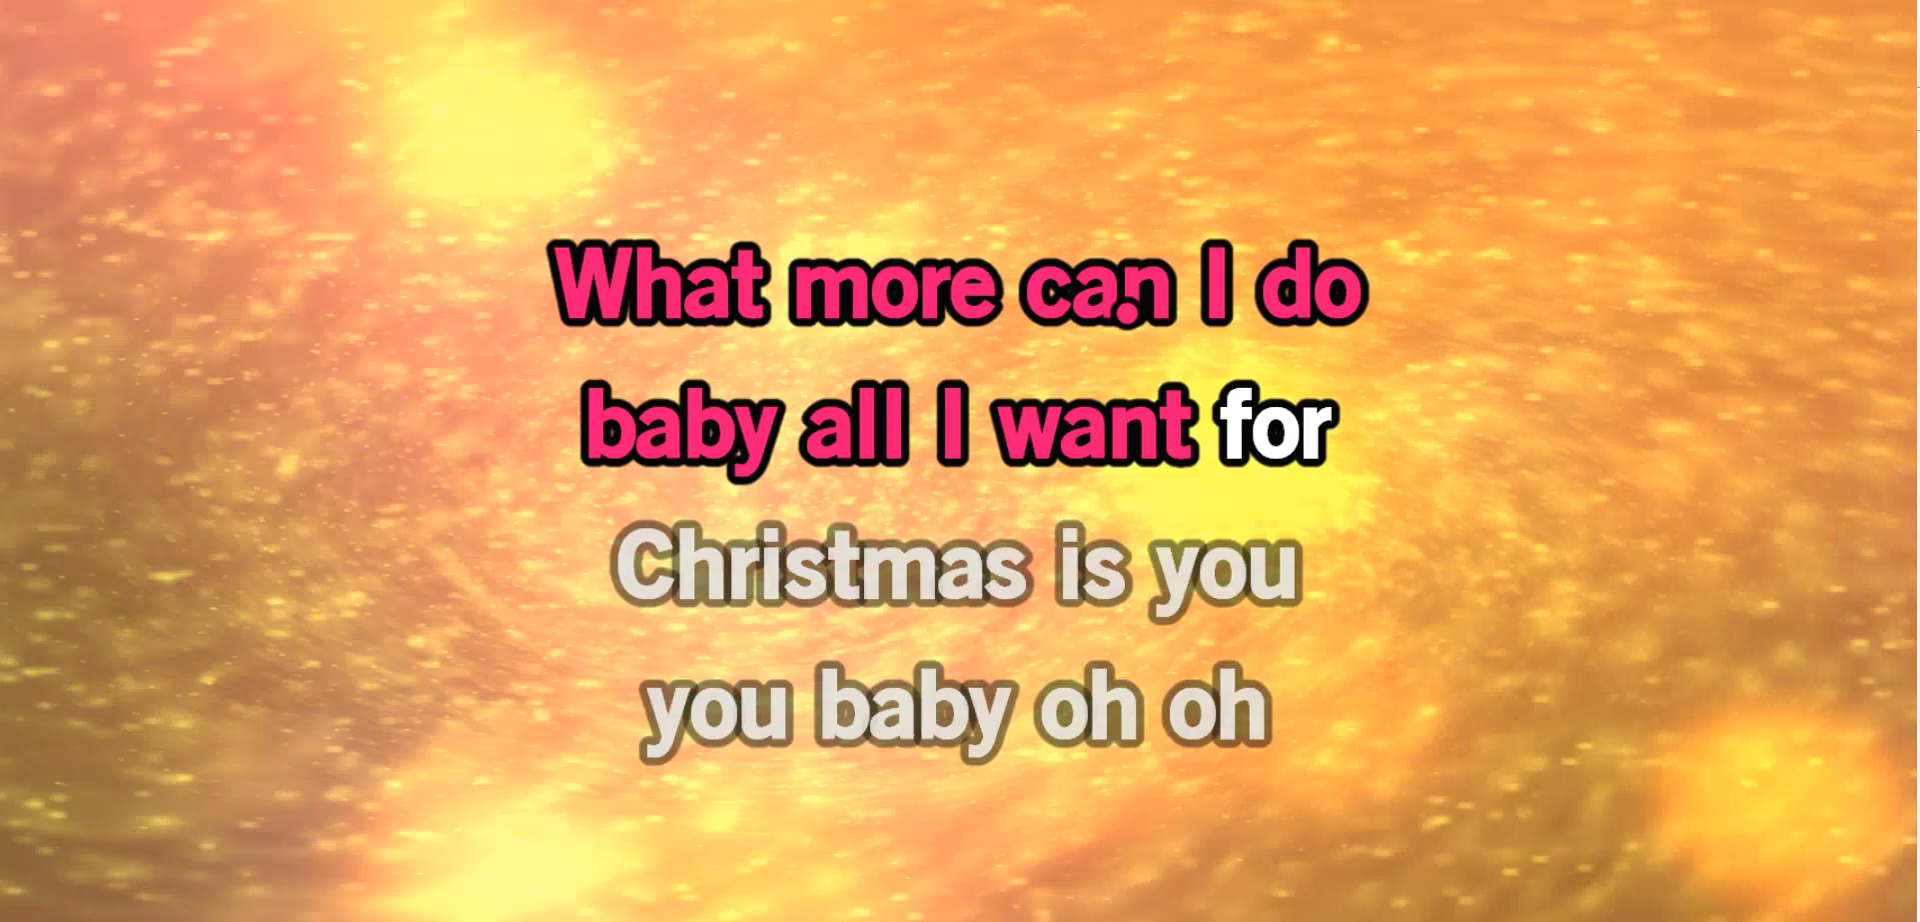 What more can I do
baby all I want for
Christmas is you
you baby oh oh